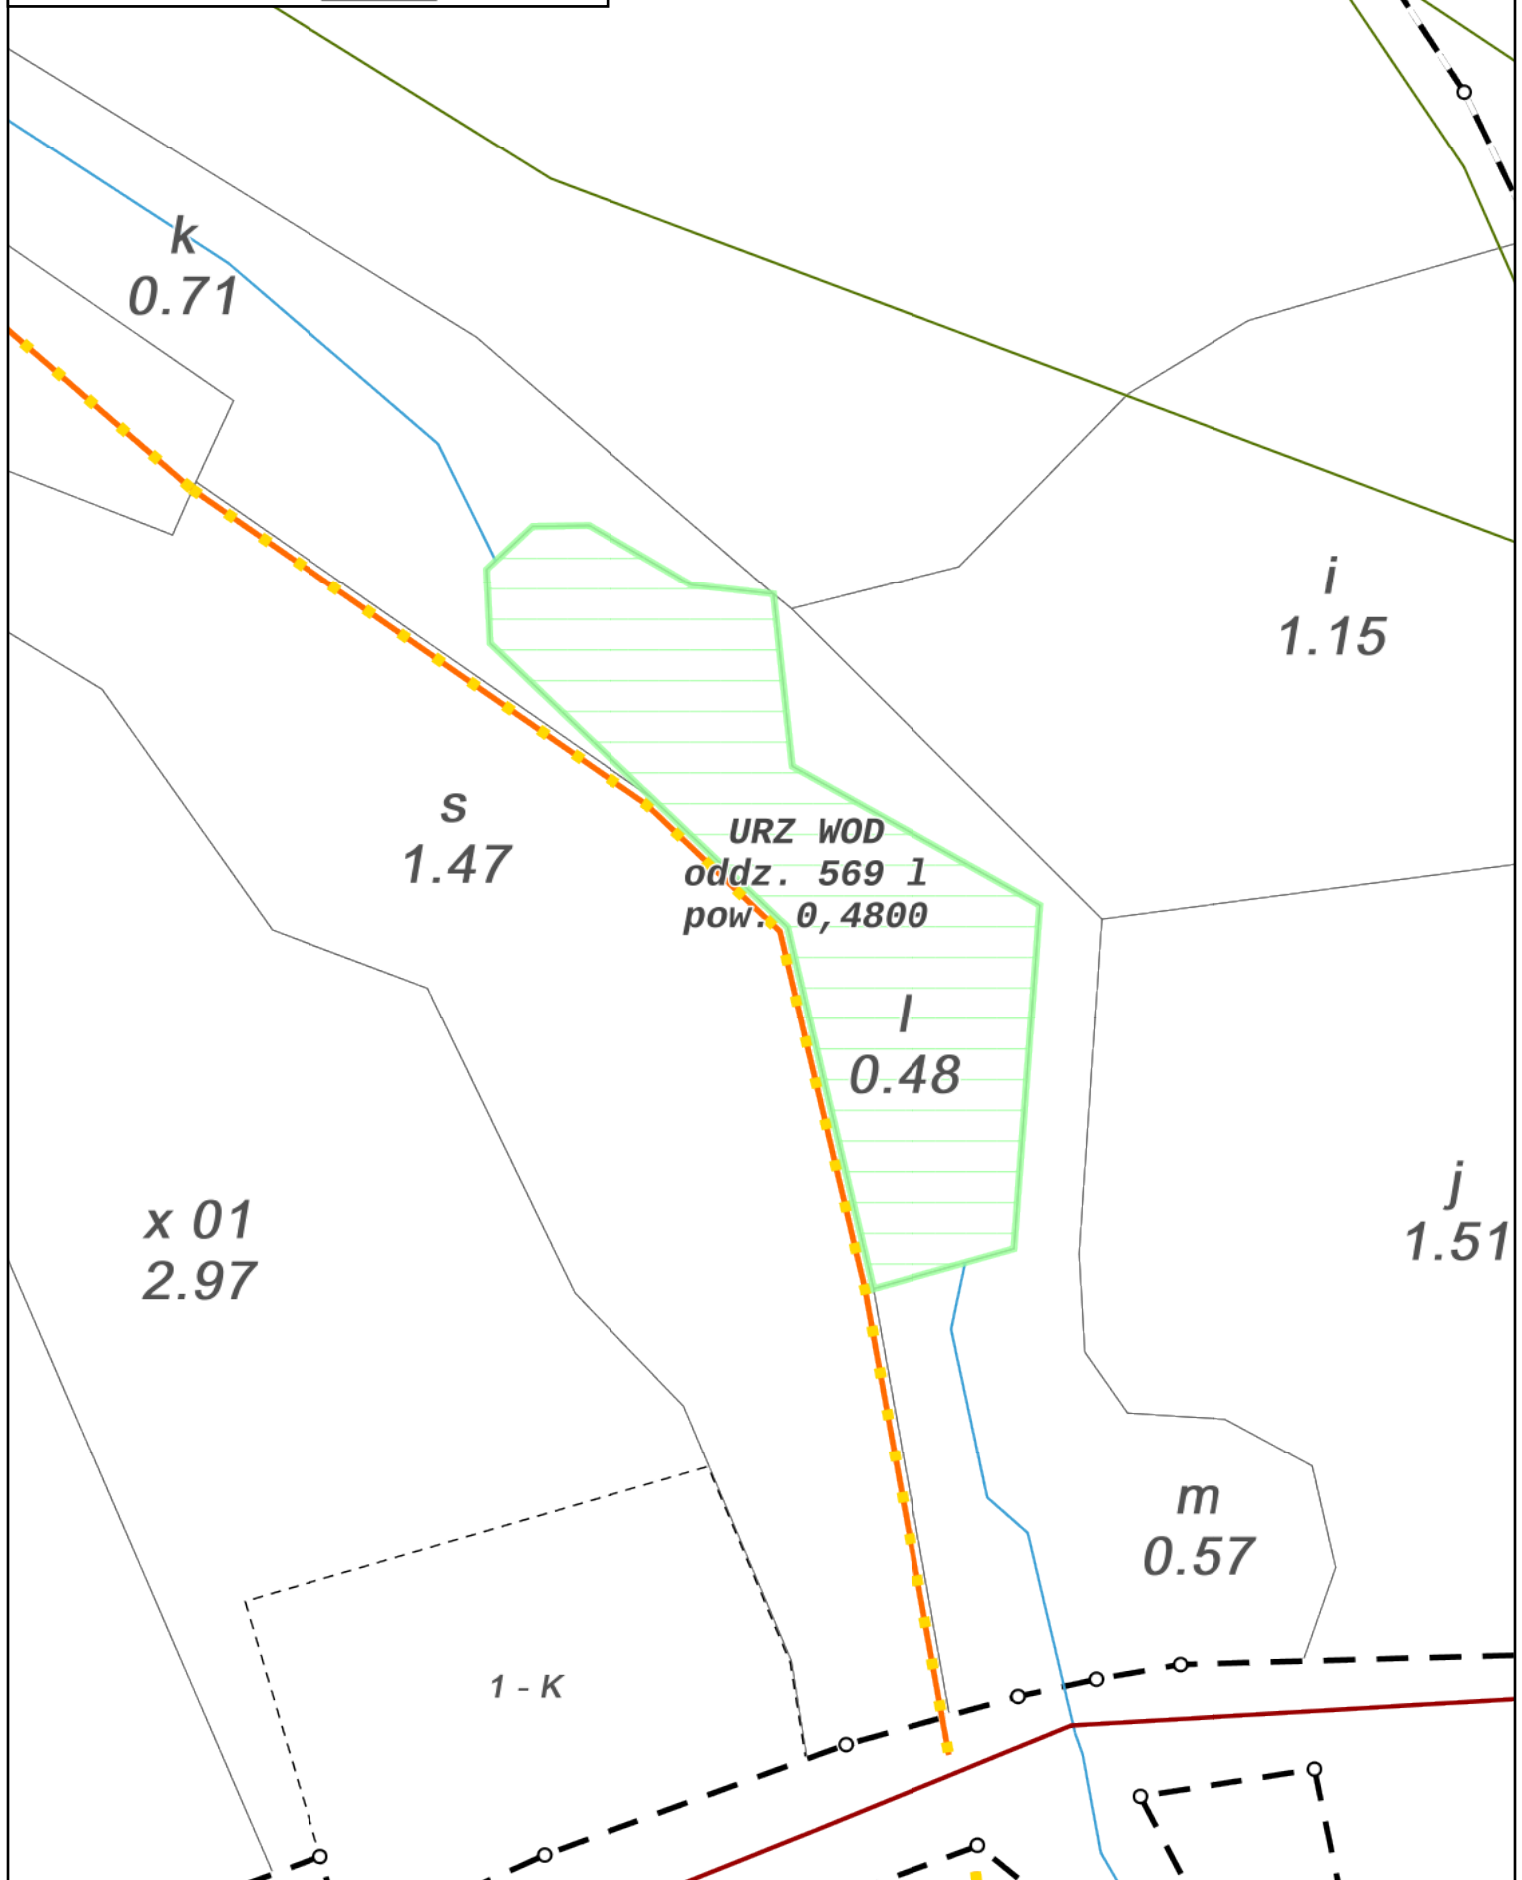 k
0.71
i
1.15
s
1.47
URZ WOD
oddz. 569 l
pow. 0,4800
l
0.48
x 01
2.97
j
1.51
m
0.57
1 - K